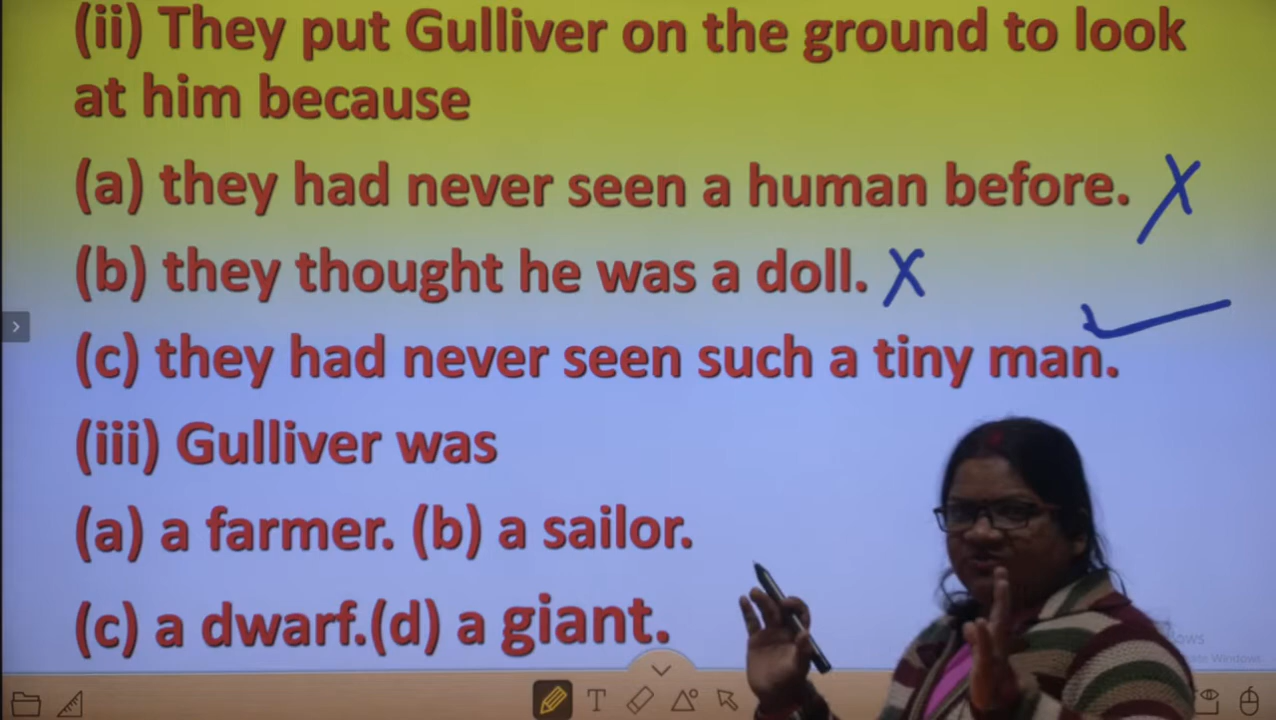 (ii) They put Gulliver on the ground to look
at him because
(a) they had never seen a human before.
(b) they thought he was a doll.
(c) they had never seen such a tiny man.
(iii) Gulliver was
(a) a farmer. (b) a sailor.
(c) a dwarf.(d) a giant.
T